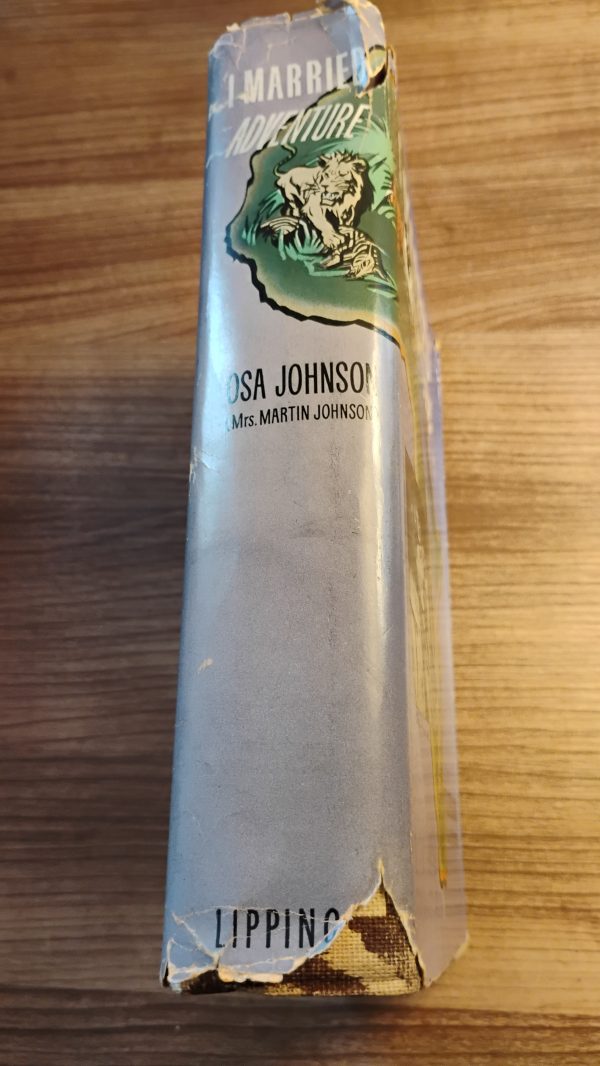 I MARRIED
ADVENTURE
OSA JOHNSON
(Mrs. MARTIN JOHNSON
LIPPINC